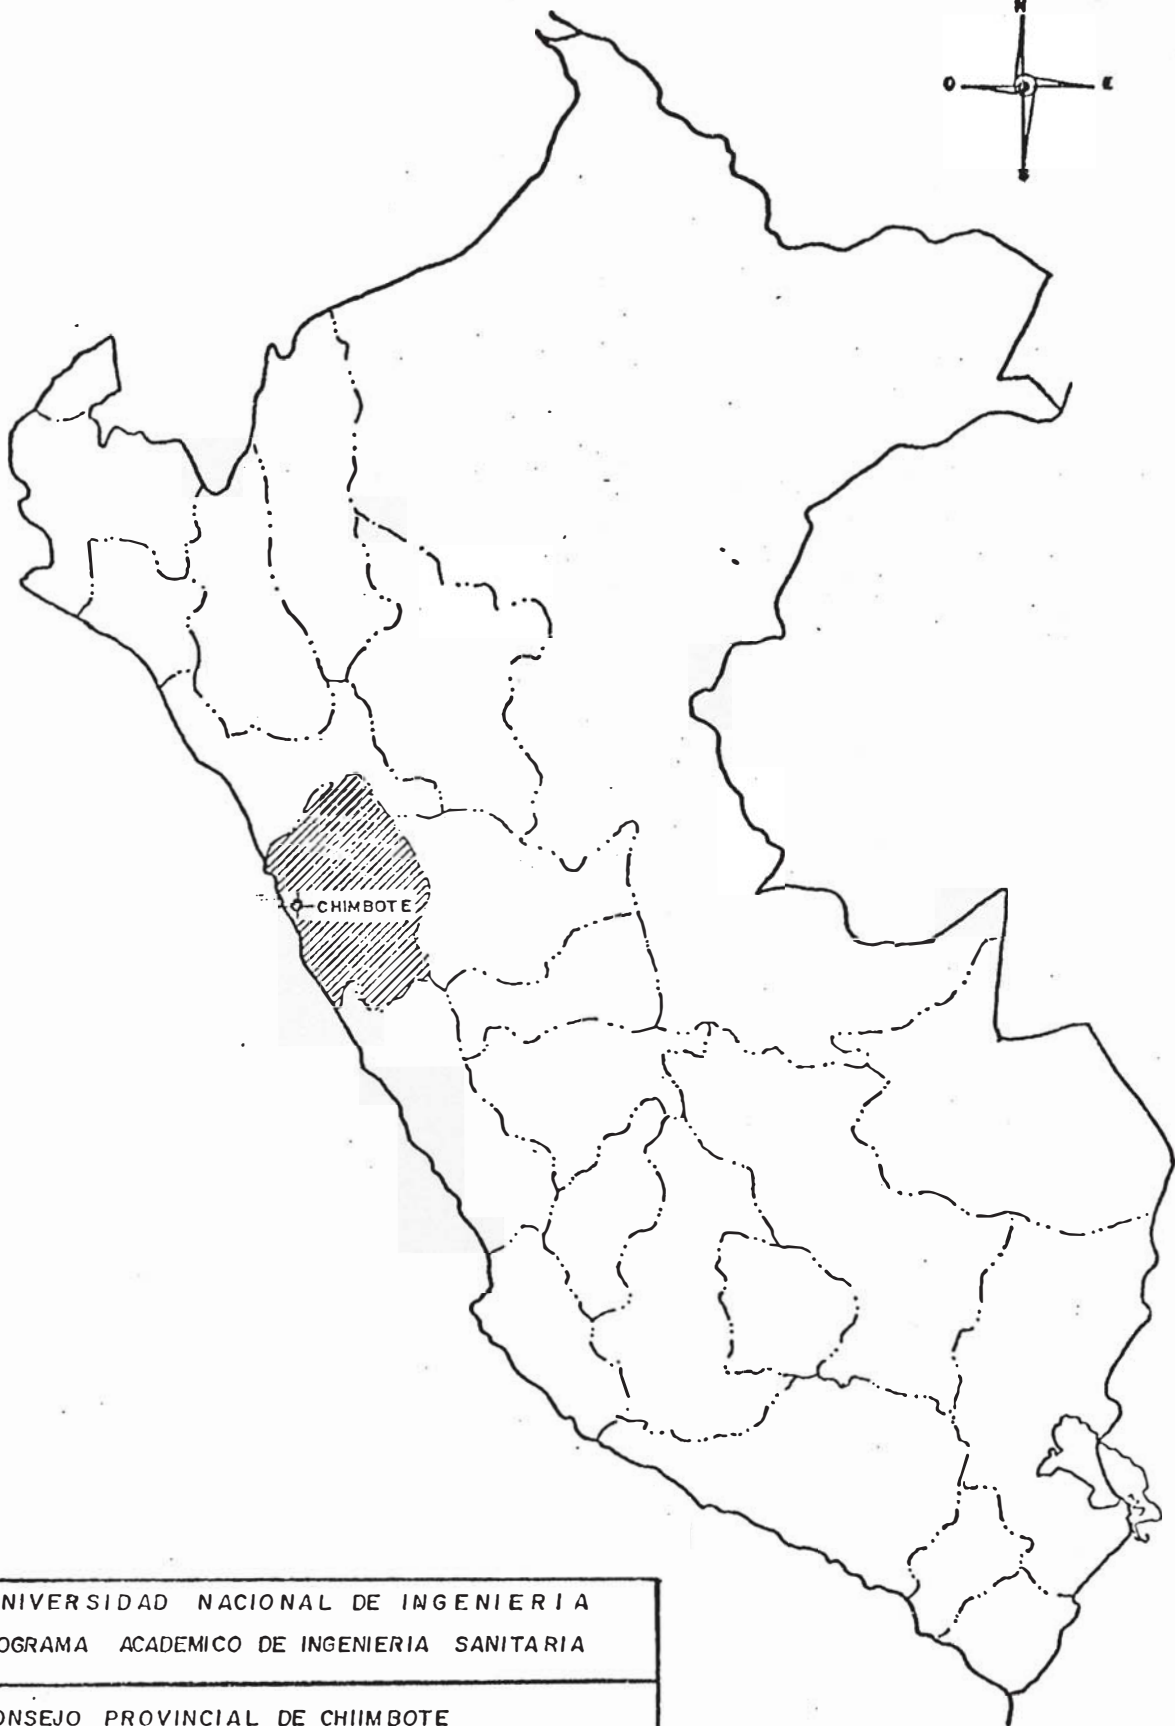 N
O E
S
CHIMBOTE
NIVERSIDAD NACIONAL DE INGENIERIA
OGRAMA ACADEMICO DE INGENIERIA SANITARIA
ONSEJO PROVINCIAL DE CHIIMBOTE